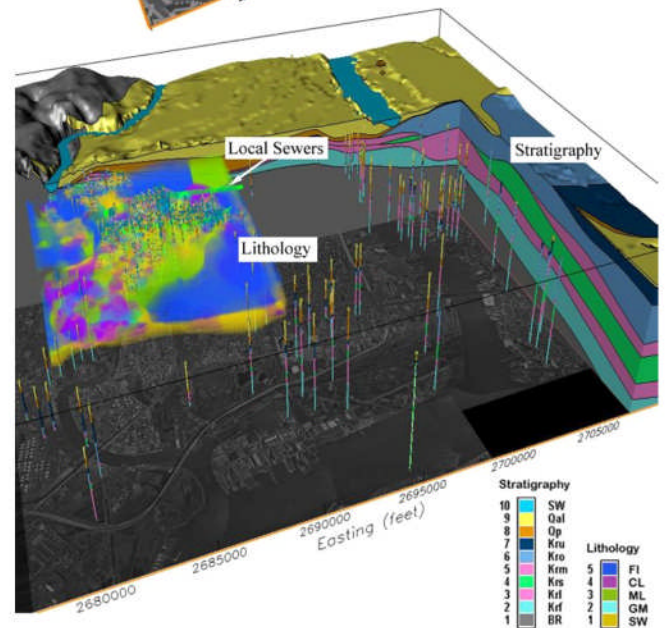 Local Sewers
Stratigraphy
Lithology
2680000
2685000
2690000
2695000
2700000
2705000
Easting (feet)
Stratigraphy
10 SW
9 Qal
8 Qp
7 Kru
6 Kro
5 Krm
4 Krs
3 Krl
2 Krf
1 BR
Lithology
5 FI
4 CL
3 ML
2 GM
1 SW